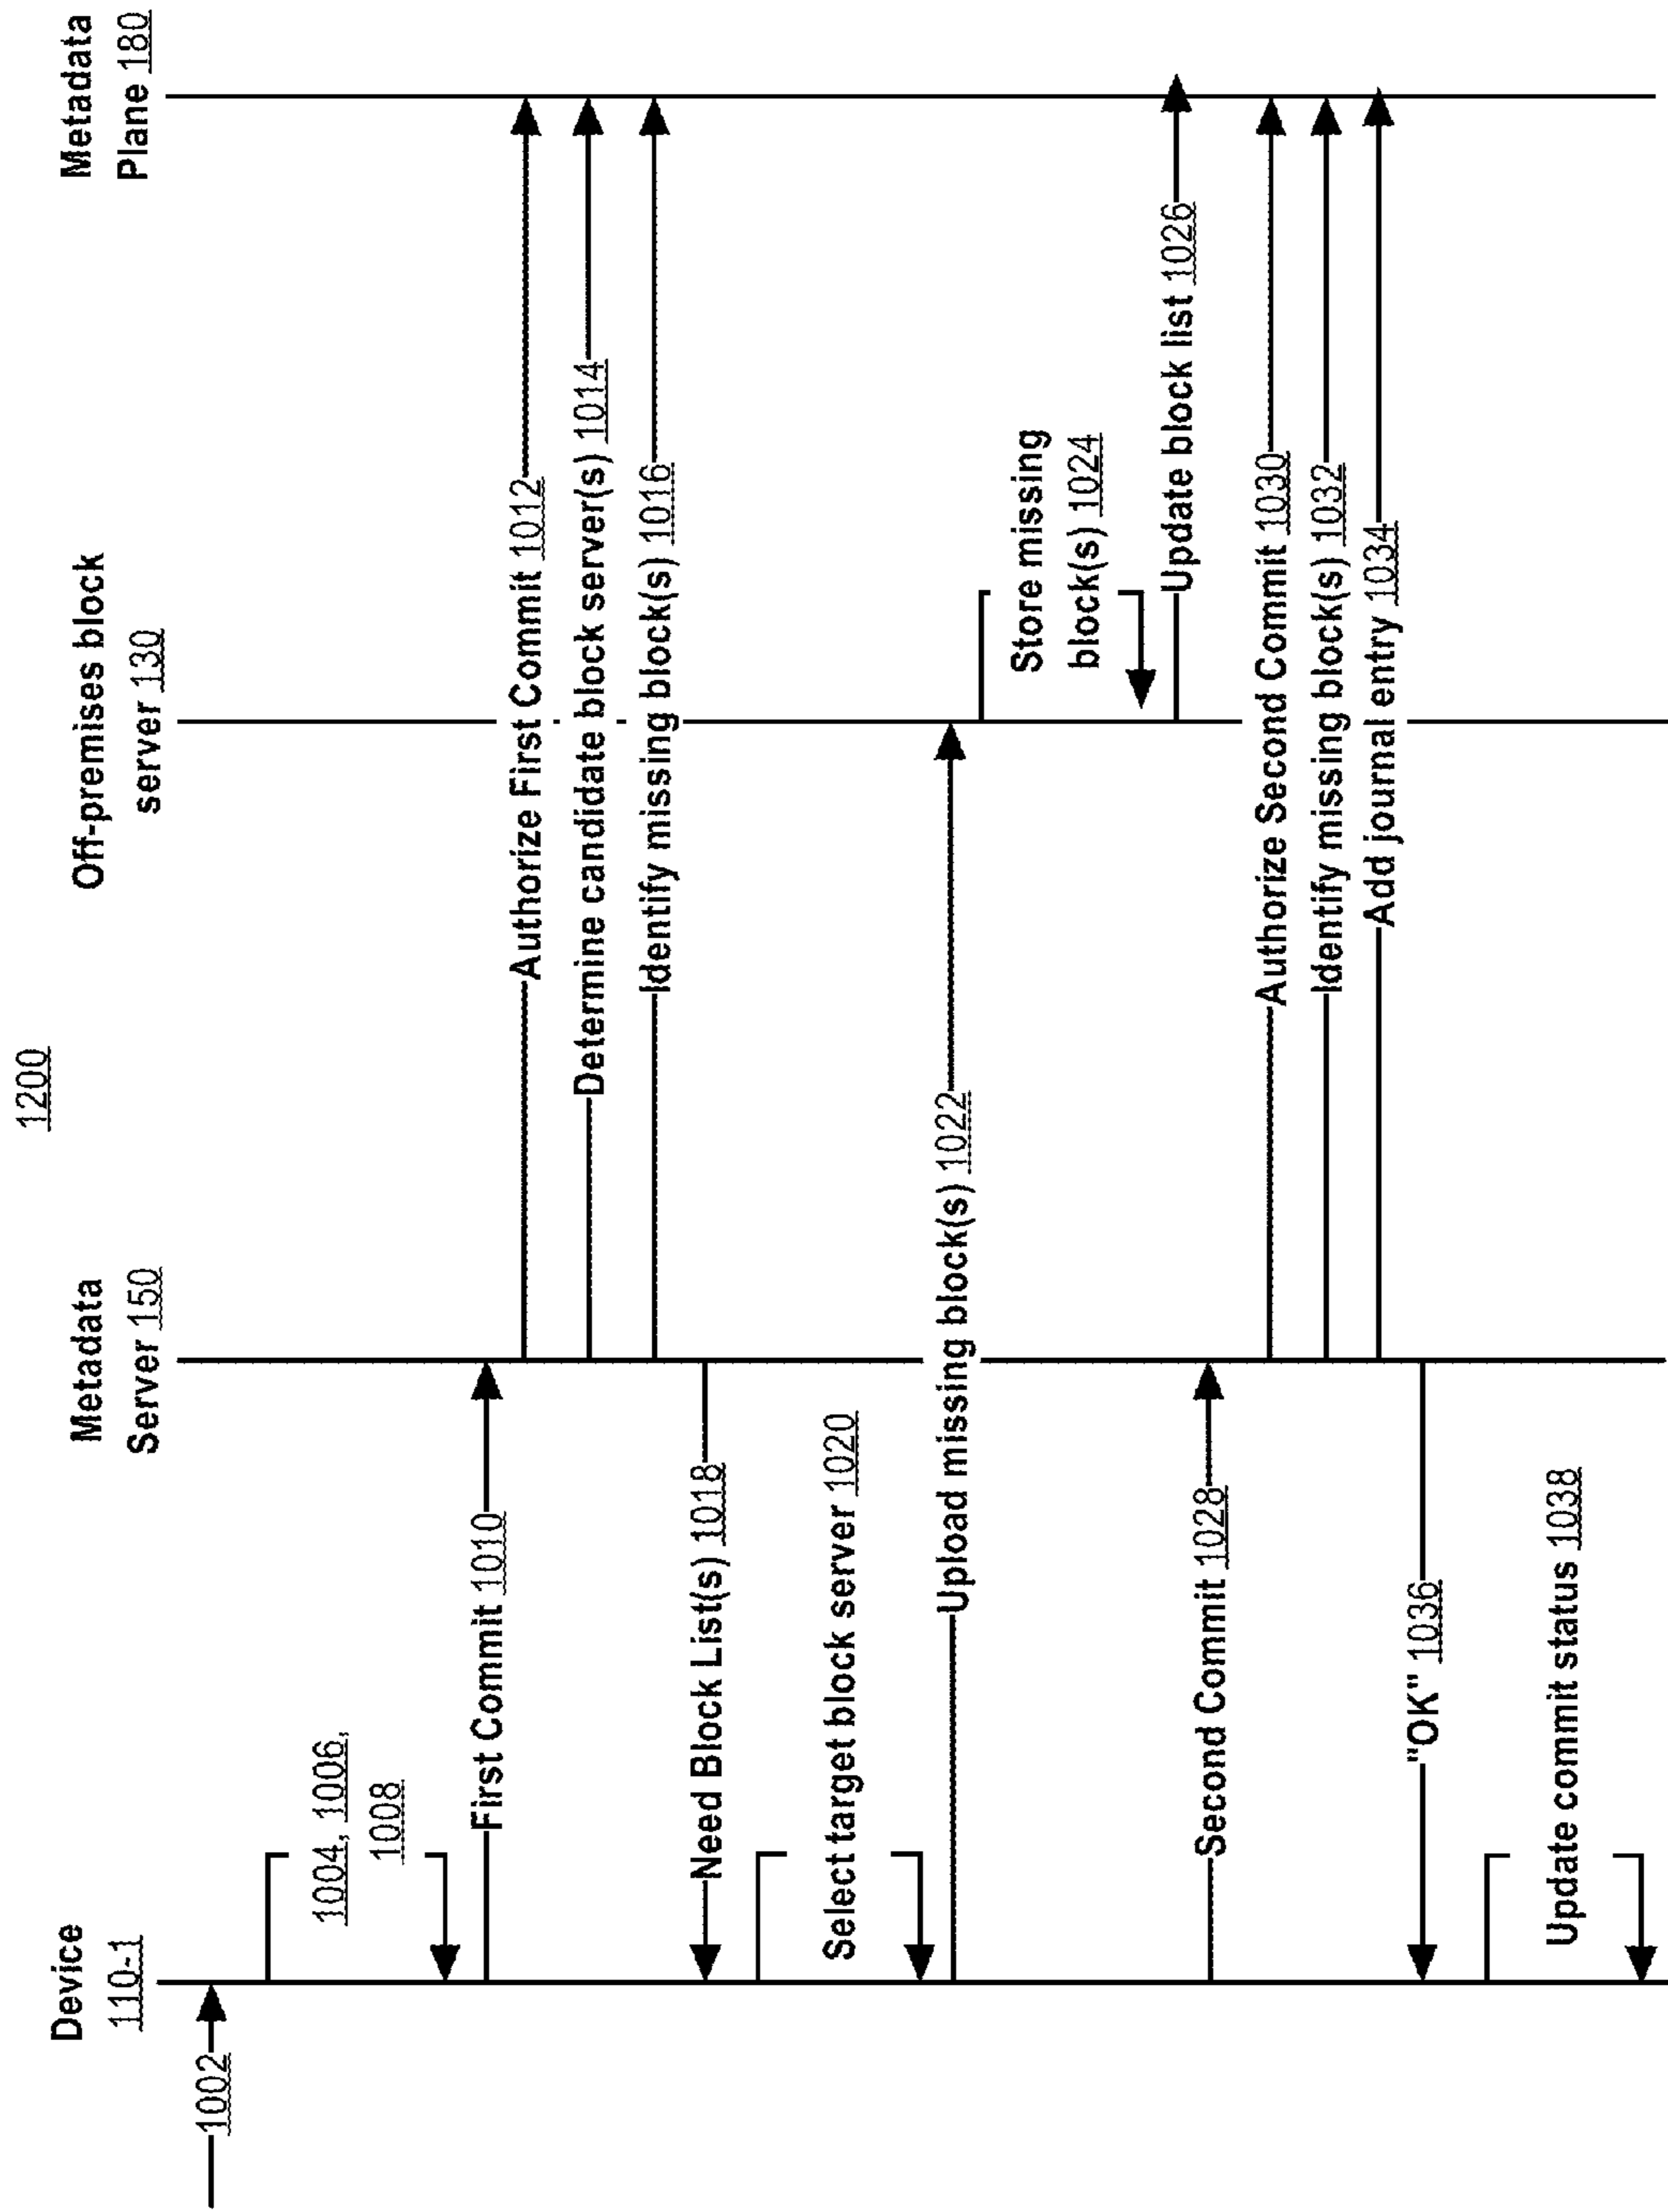 1200
Device
110-1
Metadata
Server 150
Off-premises block
server 130
Metadata
Plane 180
1002
1004, 1006,
1008
First Commit 1010
Authorize First Commit 1012
Determine candidate block server(s) 1014
Identify missing block(s) 1016
Need Block List(s) 1018
Select target block server 1020
Upload missing block(s) 1022
Store missing
block(s) 1024
Update block list 1026
Second Commit 1028
Authorize Second Commit 1030
Identify missing block(s) 1032
Add journal entry 1034
"OK" 1036
Update commit status 1038